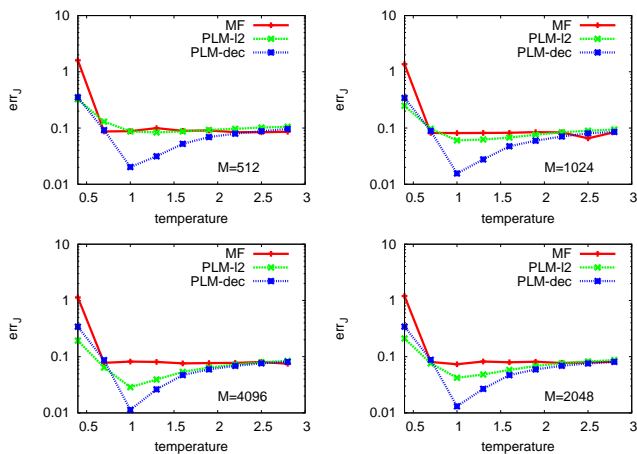 10
1
0.1
0.01
err_J
MF
PLM-l2
PLM-dec
M=512
0.5 1 1.5 2 2.5 3
temperature
10
1
0.1
0.01
err_J
MF
PLM-l2
PLM-dec
M=1024
0.5 1 1.5 2 2.5 3
temperature
10
1
0.1
0.01
err_J
MF
PLM-l2
PLM-dec
M=4096
0.5 1 1.5 2 2.5 3
temperature
10
1
0.1
0.01
err_J
MF
PLM-l2
PLM-dec
M=2048
0.5 1 1.5 2 2.5 3
temperature